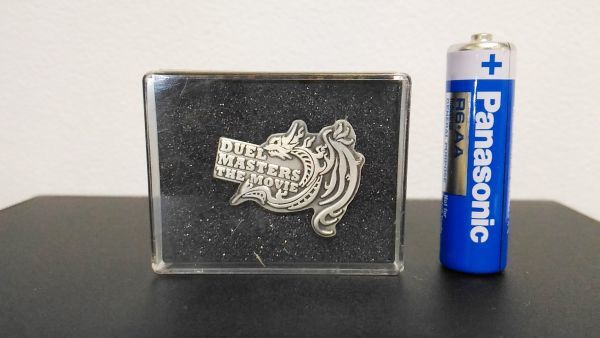 DUEL
MASTERS
THE MOVIE
+
Panasonic
R6·AA